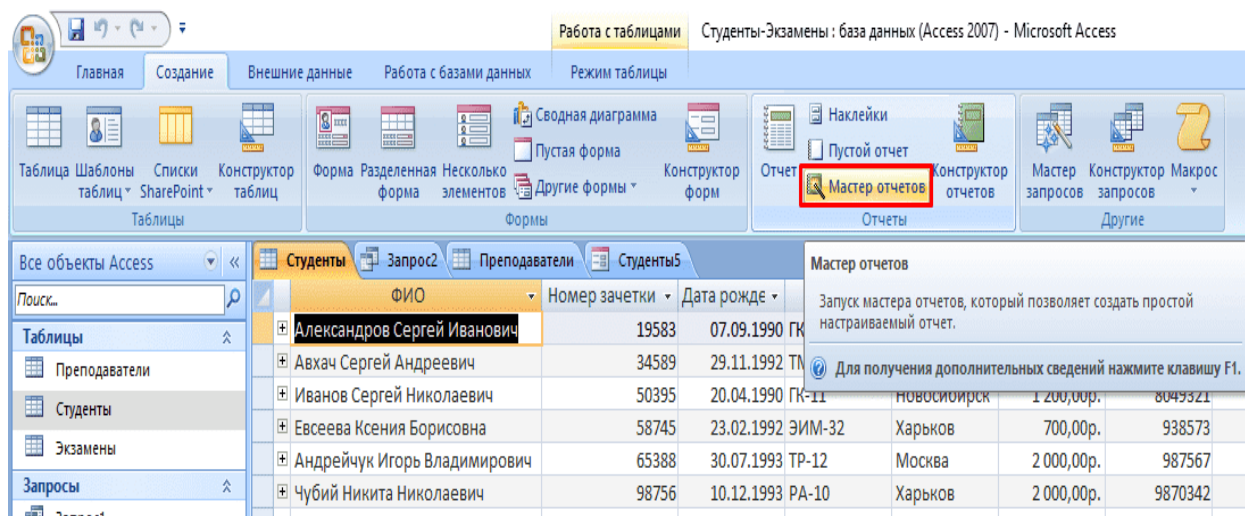 Работа с таблицами
Студенты-Экзамены : база данных (Access 2007) - Microsoft Access
Главная Создание Внешние данные Работа с базами данных Режим таблицы
Таблица
Шаблоны таблиц
Списки SharePoint
Конструктор таблиц
Таблицы
Форма
Разделенная форма
Несколько элементов
Сводная диаграмма
Пустая форма
Другие формы
Конструктор форм
Формы
Отчет
Наклейки
Пустой отчет
Мастер отчетов
Конструктор отчетов
Отчеты
Мастер запросов
Конструктор запросов
Макрос
Другие
Все объекты Access
Поиск...
Таблицы
Преподаватели
Студенты
Экзамены
Запросы
Студенты Запрос2 Преподаватели Студенты5
ФИО Номер зачетки Дата рожде
Александров Сергей Иванович 19583 07.09.1990 ГК
Авхач Сергей Андреевич 34589 29.11.1992
Иванов Сергей Николаевич 50395 20.04.1990 ГК-11 Новосибирск 1 200,00р. 8049321
Евсеева Ксения Борисовна 58745 23.02.1992 ЭИМ-32 Харьков 700,00р. 938573
Андрейчук Игорь Владимирович 65388 30.07.1993 ТР-12 Москва 2 000,00р. 987567
Чубий Никита Николаевич 98756 10.12.1993 РА-10 Харьков 2 000,00р. 9870342
Мастер отчетов
Запуск мастера отчетов, который позволяет создать простой
настраиваемый отчет.
Для получения дополнительных сведений нажмите клавишу F1.